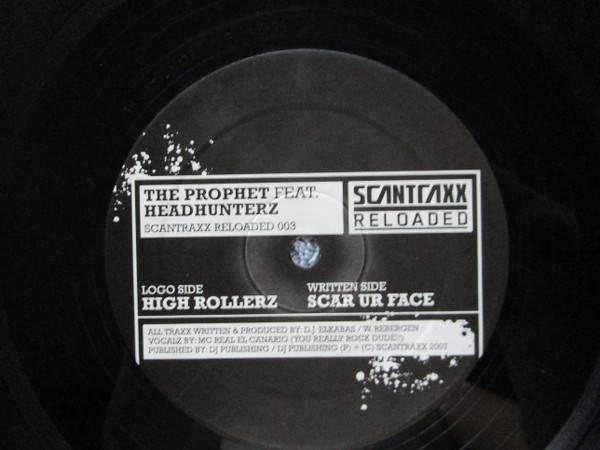 THE PROPHET FEAT.
HEADHUNTERZ
SCANTRAXX RELOADED 003
SCANTRAXX
RELOADED
LOGO SIDE
HIGH ROLLERZ
WRITTEN SIDE
SCAR UR FACE
ALL TRAXX WRITTEN & PRODUCED BY: D.J. ELKABAS / W. REBERGEN
VOCALZ BY: MC REAL EL CANARIO (YOU REALLY ROCK DUDE!!)
PUBLISHED BY: DJ PUBLISHING / DJ PUBLISHING (P) + (C) SCANTRAXX 2007